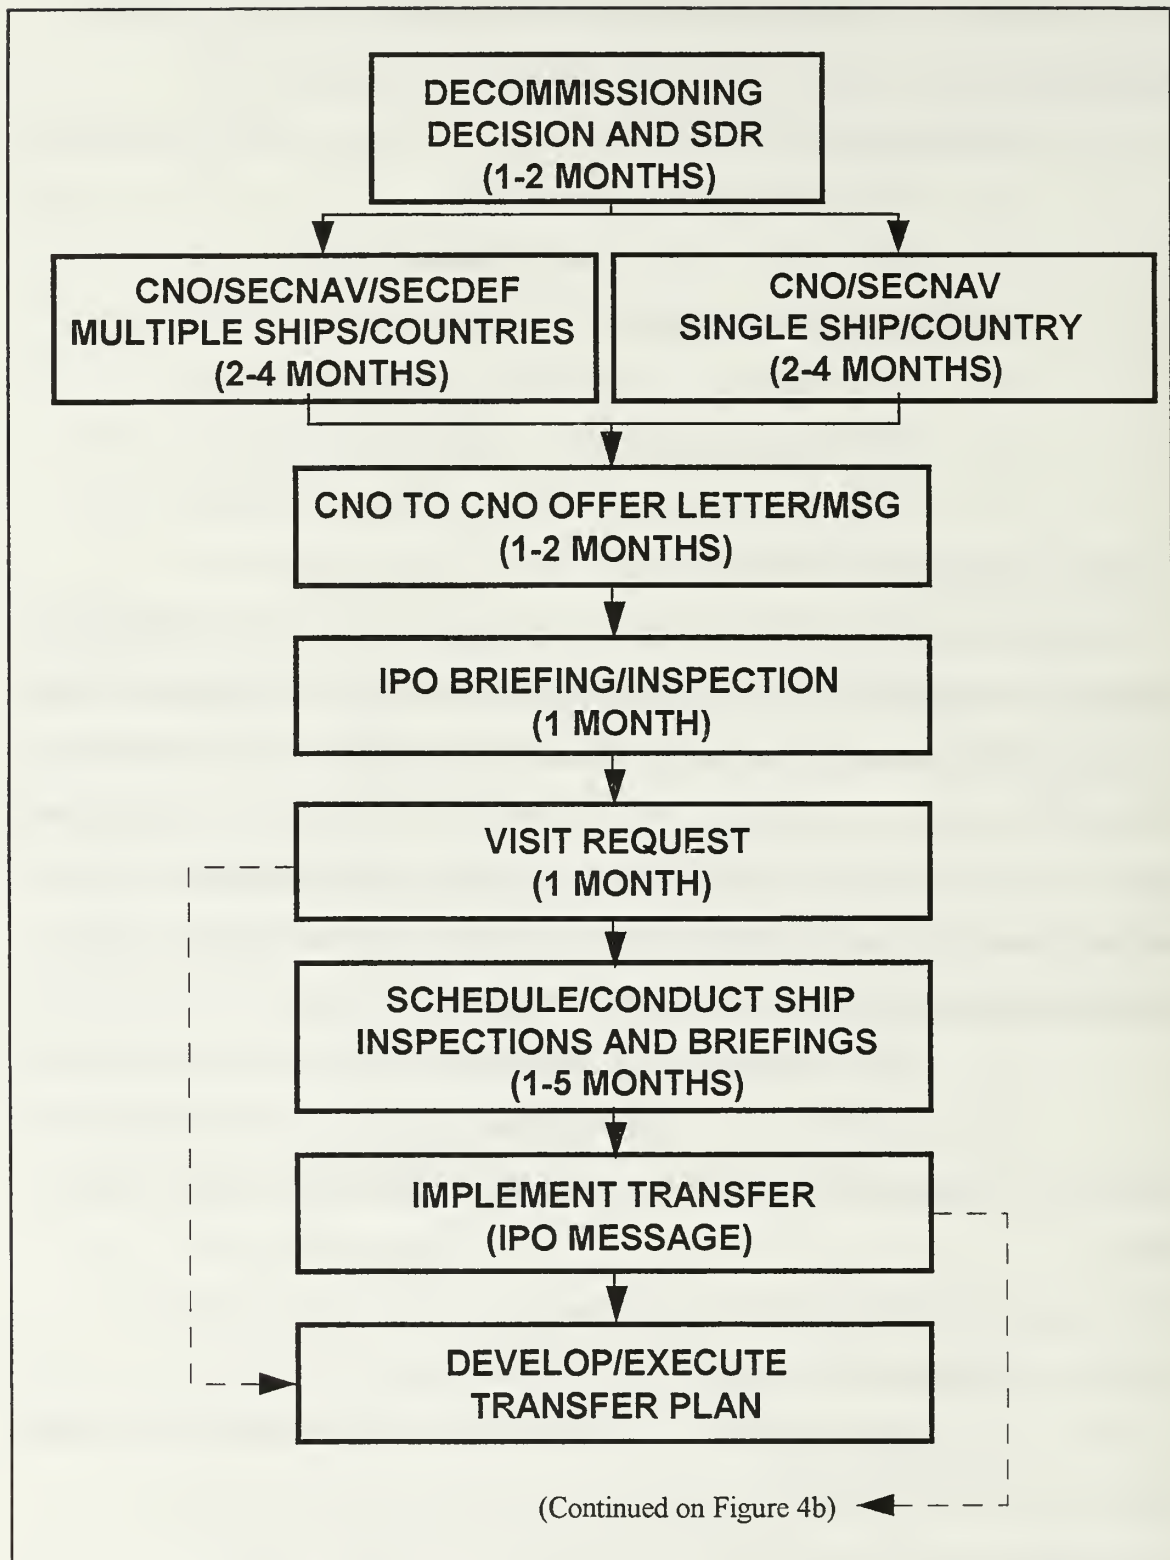 DECOMMISSIONING
DECISION AND SDR
(1-2 MONTHS)
CNO/SECNAV/SECDEF
MULTIPLE SHIPS/COUNTRIES
(2-4 MONTHS)
CNO/SECNAV
SINGLE SHIP/COUNTRY
(2-4 MONTHS)
CNO TO CNO OFFER LETTER/MSG
(1-2 MONTHS)
IPO BRIEFING/INSPECTION
(1 MONTH)
VISIT REQUEST
(1 MONTH)
SCHEDULE/CONDUCT SHIP
INSPECTIONS AND BRIEFINGS
(1-5 MONTHS)
IMPLEMENT TRANSFER
(IPO MESSAGE)
DEVELOP/EXECUTE
TRANSFER PLAN
(Continued on Figure 4b)